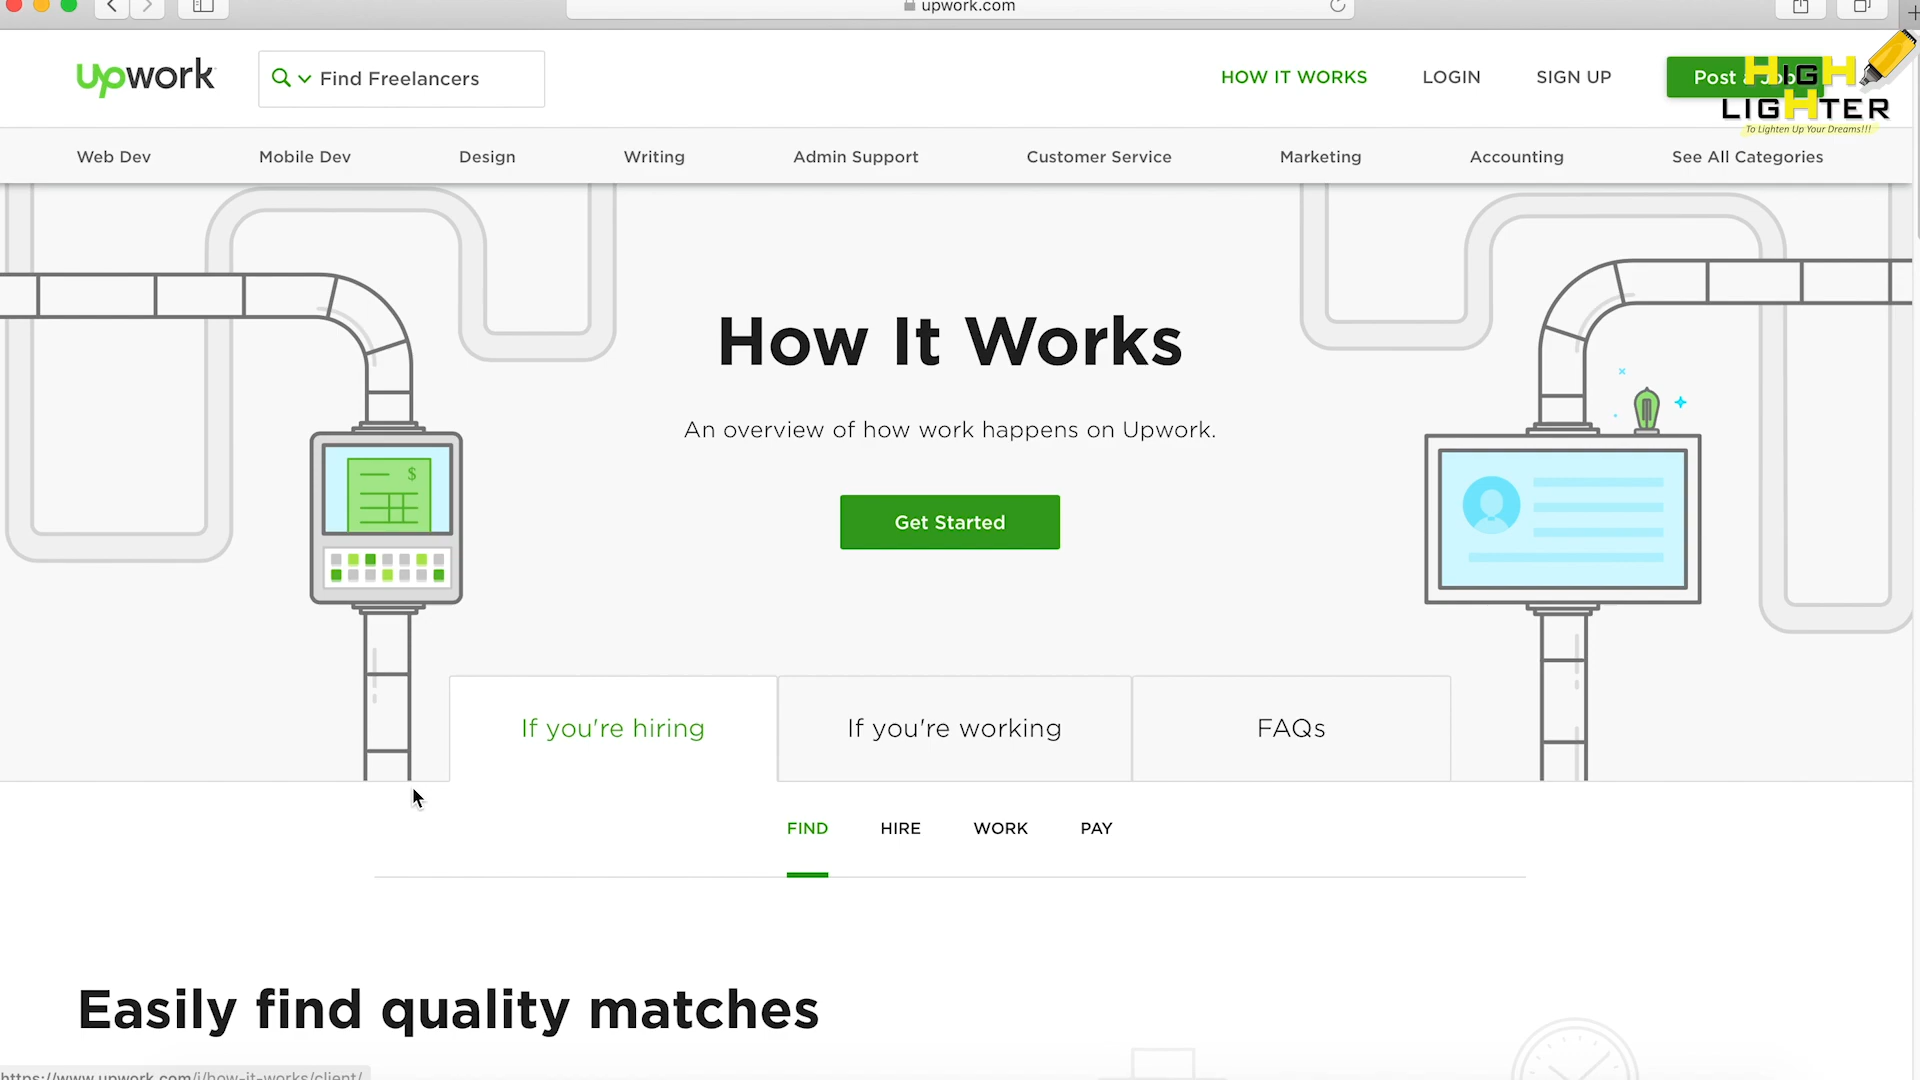 upwork.com
upwork
Find Freelancers
HOW IT WORKS
LOGIN
SIGN UP
Post a Job
HIGH
LIGHTER
To Lighten Up Your Dreams!!!
Web Dev
Mobile Dev
Design
Writing
Admin Support
Customer Service
Marketing
Accounting
See All Categories
How It Works
An overview of how work happens on Upwork.
$
Get Started
If you're hiring
If you're working
FAQs
FIND
HIRE
WORK
PAY
Easily find quality matches
https://www.upwork.com/i/how-it-works/client/